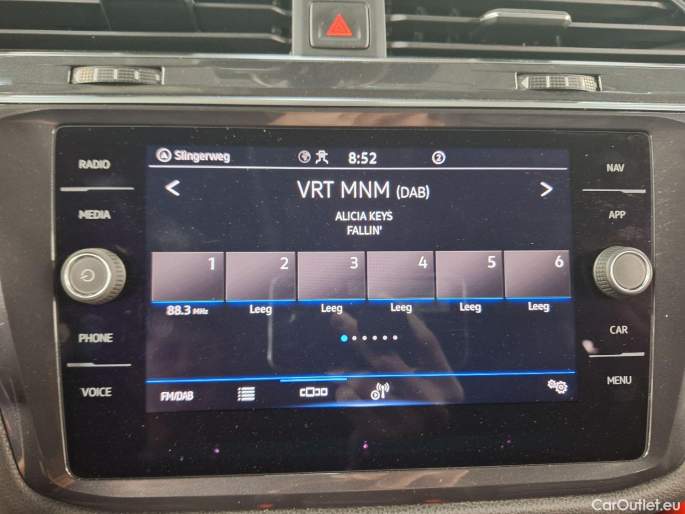 RADIO
MEDIA
PHONE
VOICE
Slingerweg
8:52
2
VRT MNM (DAB)
ALICIA KEYS
FALLIN'
1 2 3 4 5 6
88.3 MHz Leeg Leeg Leeg Leeg Leeg
FM/DAB
NAV
APP
CAR
MENU
CarOutlet.eu